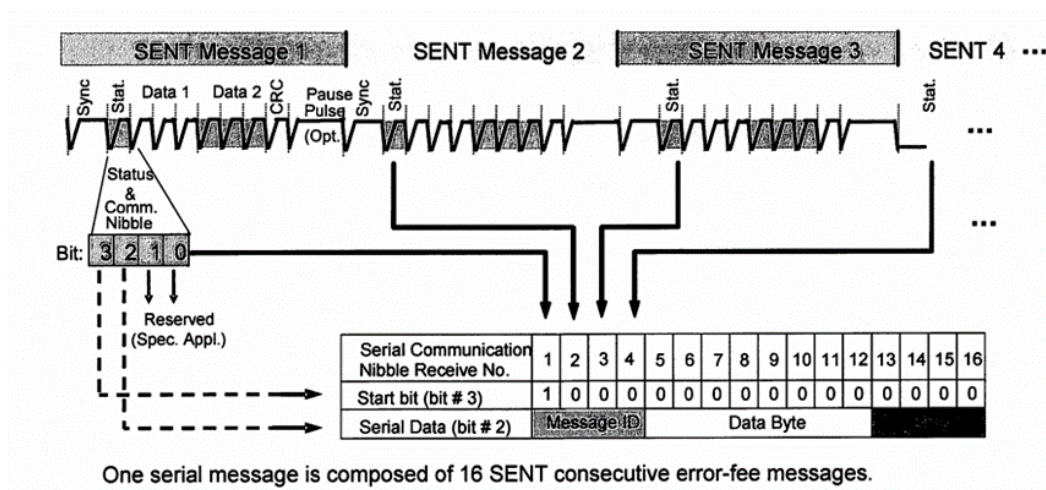 SENT Message 1 SENT Message 2 SENT Message 3 SENT 4 ...
Sync Stat. Data 1 Data 2 CRC Pause Pulse (Opt. Sync Stat. Stat. Stat. ...
Status
&
Comm.
Nibble
...
Bit: 3 2 1 0
Reserved
(Spec. Appl.)
Serial Communication
Nibble Receive No. 1 2 3 4 5 6 7 8 9 10 11 12 13 14 15 16
Start bit (bit # 3) 1 0 0 0 0 0 0 0 0 0 0 0 0 0 0 0
Serial Data (bit # 2) Message ID Data Byte
One serial message is composed of 16 SENT consecutive error-fee messages.